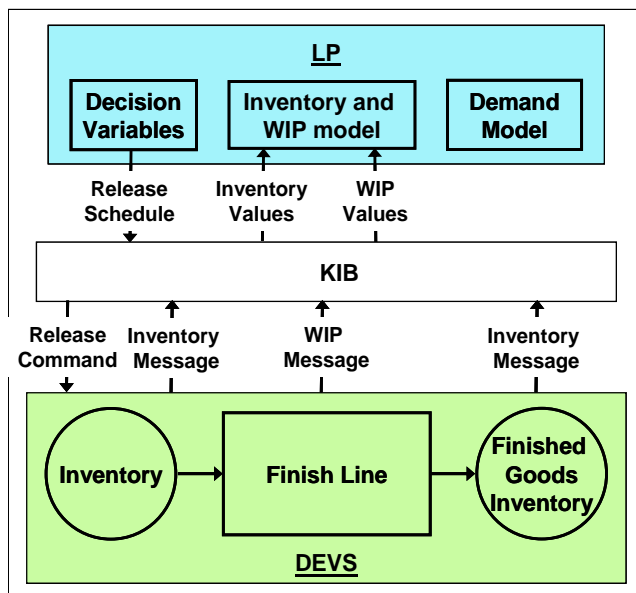 LP
Decision
Variables
Inventory and
WIP model
Demand
Model
Release
Schedule
Inventory
Values
WIP
Values
KIB
Release
Command
Inventory
Message
WIP
Message
Inventory
Message
Inventory
Finish Line
Finished
Goods
Inventory
DEVS